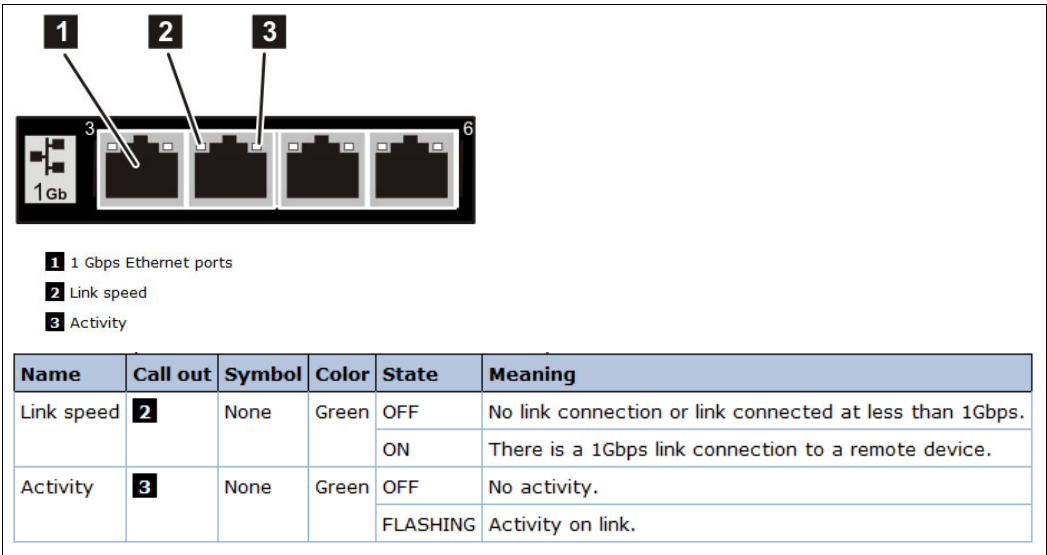 1 2 3
3 6
1Gb
1 1 Gbps Ethernet ports
2 Link speed
3 Activity
Name Call out Symbol Color State Meaning
Link speed 2 None Green OFF No link connection or link connected at less than 1Gbps.
ON There is a 1Gbps link connection to a remote device.
Activity 3 None Green OFF No activity.
FLASHING Activity on link.